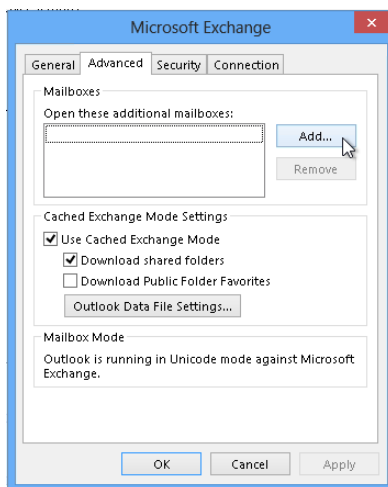 Microsoft Exchange
General Advanced Security Connection
Mailboxes
Open these additional mailboxes:
Add...
Remove
Cached Exchange Mode Settings
Use Cached Exchange Mode
Download shared folders
Download Public Folder Favorites
Outlook Data File Settings...
Mailbox Mode
Outlook is running in Unicode mode against Microsoft
Exchange.
OK Cancel Apply